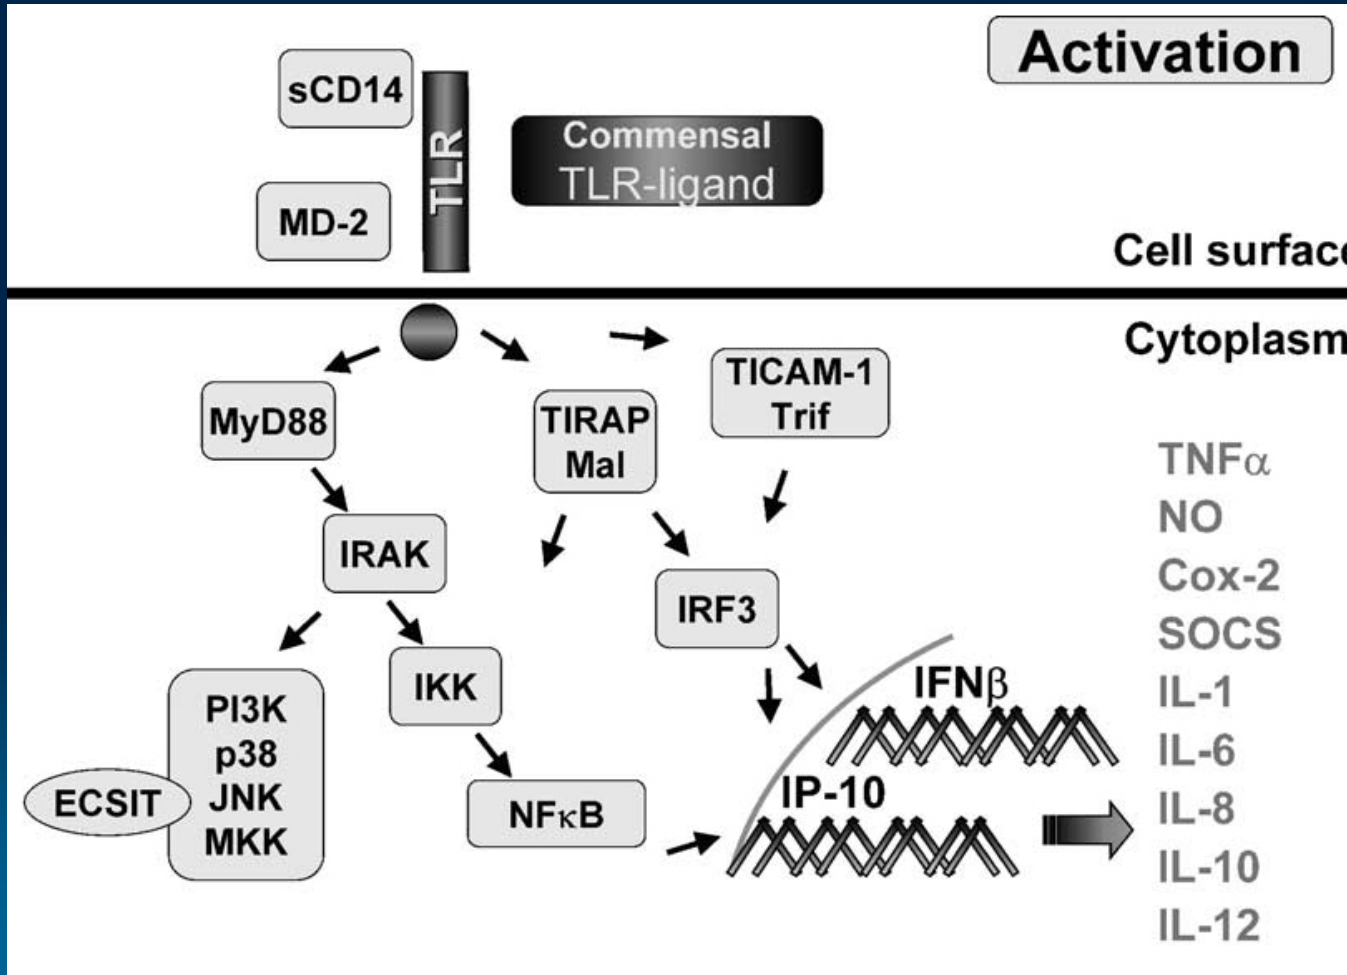 Activation
sCD14
TLR
Commensal
TLR-ligand
MD-2
Cell surface
Cytoplasm
TICAM-1
Trif
MyD88
TIRAP
Mal
IRAK
IRF3
IKK
PI3K
p38
JNK
MKK
ECSIT
NFκB
IFNβ
IP-10
TNFα
NO
Cox-2
SOCS
IL-1
IL-6
IL-8
IL-10
IL-12